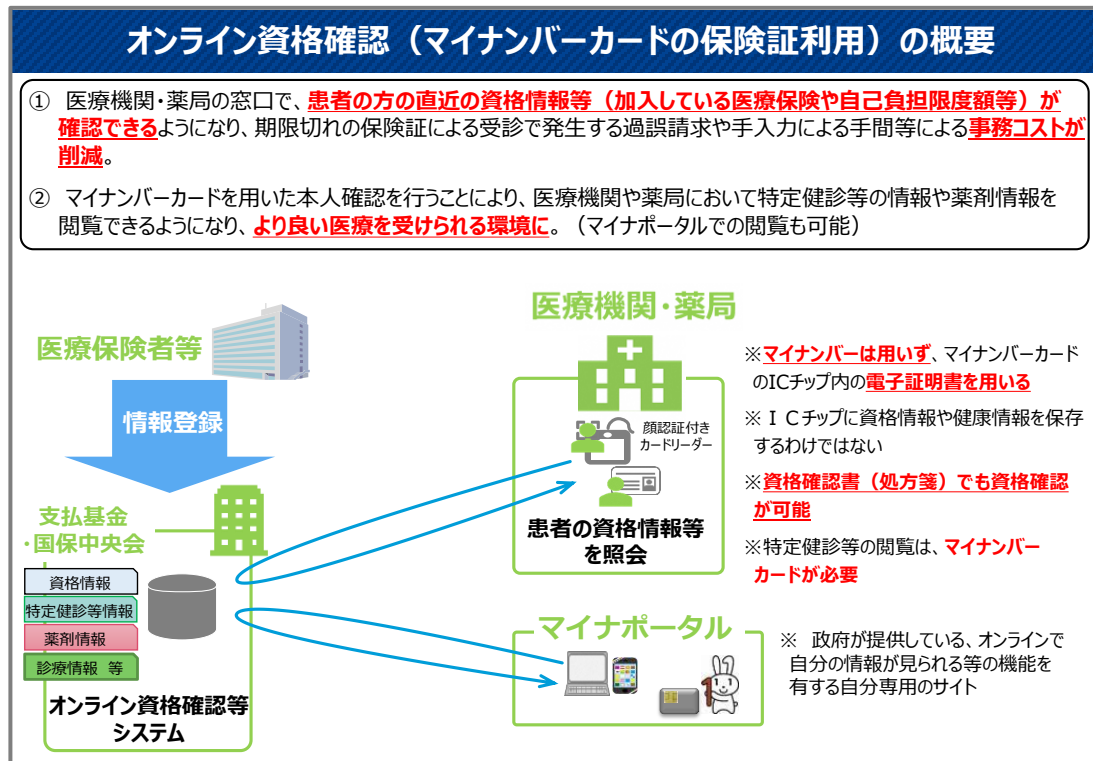 オンライン資格確認（マイナンバーカードの保険証利用）の概要
① 医療機関・薬局の窓口で、患者の方の直近の資格情報等（加入している医療保険や自己負担限度額等）が
確認できるようになり、期限切れの保険証による受診で発生する過誤請求や手入力による手間等による事務コストが
削減。
② マイナンバーカードを用いた本人確認を行うことにより、医療機関や薬局において特定健診等の情報や薬剤情報を
閲覧できるようになり、より良い医療を受けられる環境に。（マイナポータルでの閲覧も可能）
医療保険者等
情報登録
支払基金
・国保中央会
資格情報
特定健診等情報
薬剤情報
診療情報 等
オンライン資格確認等
システム
医療機関・薬局
顔認証付き
カードリーダー
患者の資格情報等
を照会
※マイナンバーは用いず、マイナンバーカード
のICチップ内の電子証明書を用いる
※ＩＣチップに資格情報や健康情報を保存
するわけではない
※資格確認書（処方箋）でも資格確認
が可能
※特定健診等の閲覧は、マイナンバー
カードが必要
マイナポータル
※ 政府が提供している、オンラインで
自分の情報が見られる等の機能を
有する自分専用のサイト